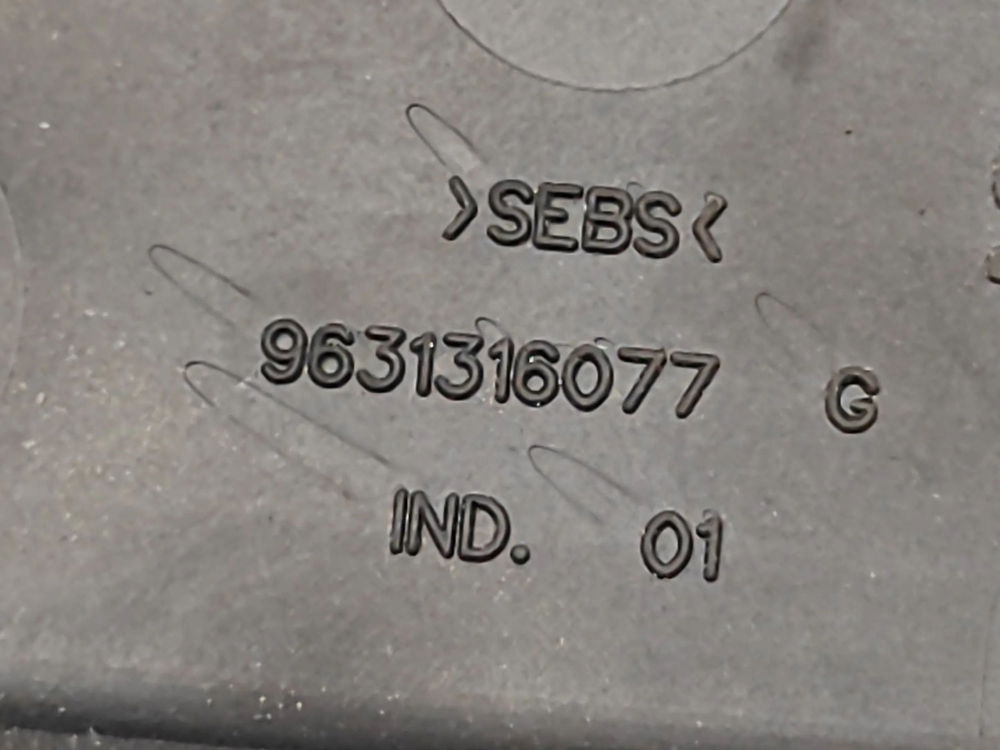 >SEBS<
9631316077 G
IND. 01